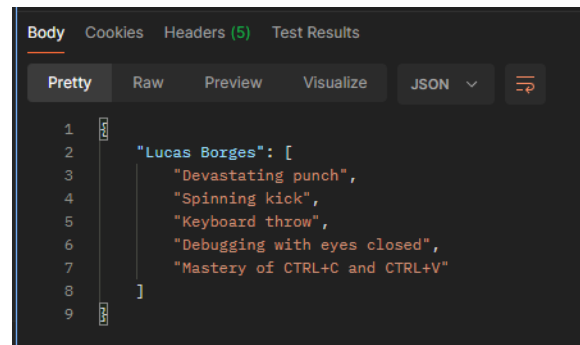 Body Cookies Headers (5) Test Results
Pretty Raw Preview Visualize JSON
1 {
2 "Lucas Borges": [
3 "Devastating punch",
4 "Spinning kick",
5 "Keyboard throw",
6 "Debugging with eyes closed",
7 "Mastery of CTRL+C and CTRL+V"
8 ]
9 }